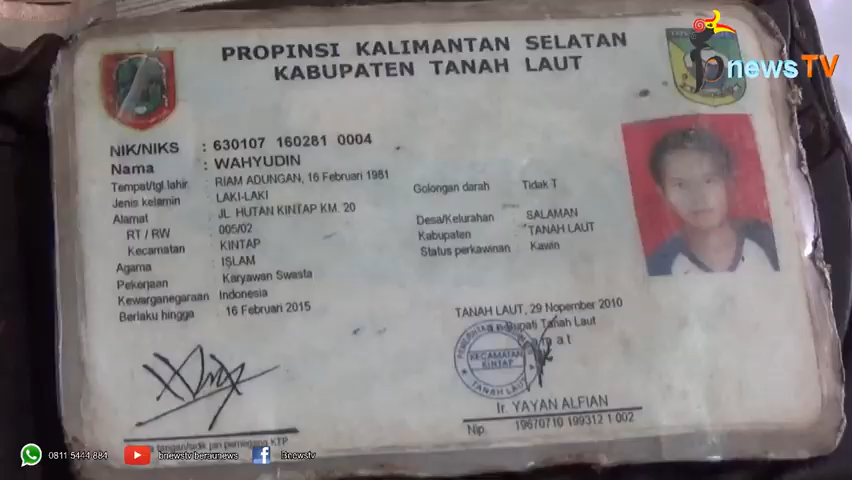 PROPINSI KALIMANTAN SELATAN
KABUPATEN TANAH LAUT
bnewsTV
NIK/NIKS : 630107 160281 0004
Nama : WAHYUDIN
Tempat/tgl.lahir : RIAM ADUNGAN, 16 Februari 1981
Jenis kelamin : LAKI-LAKI
Golongan darah Tidak T
Alamat : JL. HUTAN KINTAP KM. 20
RT / RW : 005/02
Desa/Kelurahan : SALAMAN
Kecamatan : KINTAP
Kabupaten : TANAH LAUT
Agama : ISLAM
Status perkawinan : Kawin
Pekerjaan : Karyawan Swasta
Kewarganegaraan : Indonesia
Berlaku hingga : 16 Februari 2015
TANAH LAUT, 29 Nopember 2010
Bupati Tanah Laut
KECAMATAN
KINTAP
TANAH LAUT
Ir. YAYAN ALFIAN
Nip. 19670710 199312 1 002
KTP
0811 5444 884 bnewstv beraunews Bnewstv